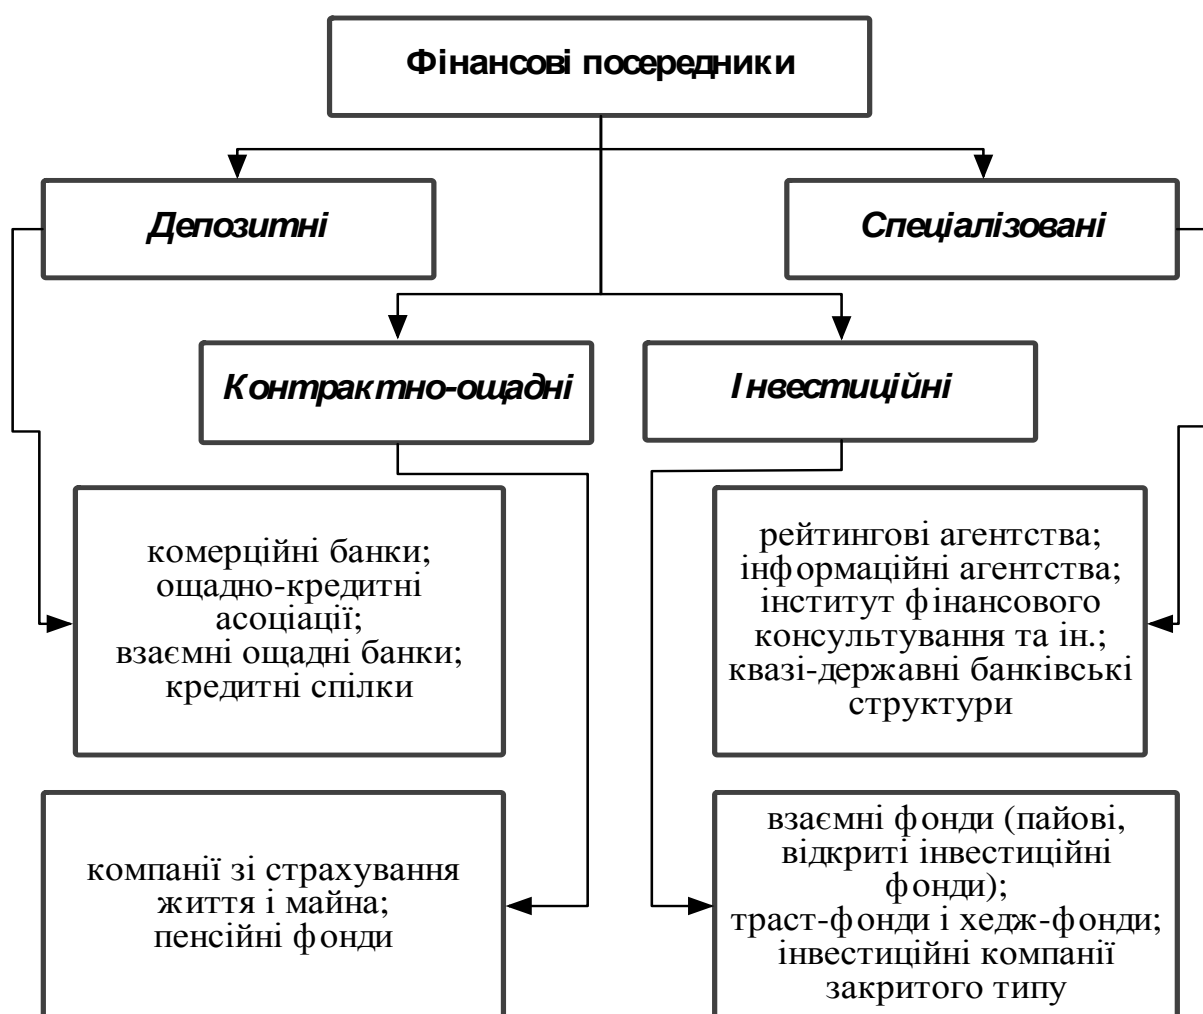 Фінансові посередники
Депозитні
Спеціалізовані
Контрактно-ощадні
Інвестиційні
комерційні банки;
ощадно-кредитні
асоціації;
взаємні ощадні банки;
кредитні спілки
рейтингові агентства;
інформаційні агентства;
інститут фінансового
консультування та ін.;
квазі-державні банківські
структури
компанії зі страхування
життя і майна;
пенсійні фонди
взаємні фонди (пайові,
відкриті інвестиційні
фонди);
траст-фонди і хедж-фонди;
інвестиційні компанії
закритого типу